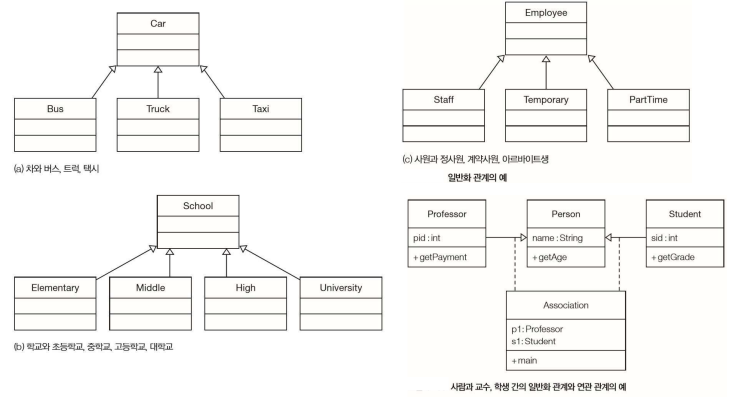 Car
Bus
Truck
Taxi
(a) 차와 버스, 트럭, 택시
School
Elementary
Middle
High
University
(b) 학교와 초등학교, 중학교, 고등학교, 대학교
Employee
Staff
Temporary
PartTime
(c) 사원과 정사원, 계약사원, 아르바이트생
일반화 관계의 예
Professor
pid : int
+ getPayment
Person
name : String
+ getAge
Student
sid : int
+ getGrade
Association
p1: Professor
s1: Student
+ main
사람과 교수, 학생 간의 일반화 관계와 연관 관계의 예